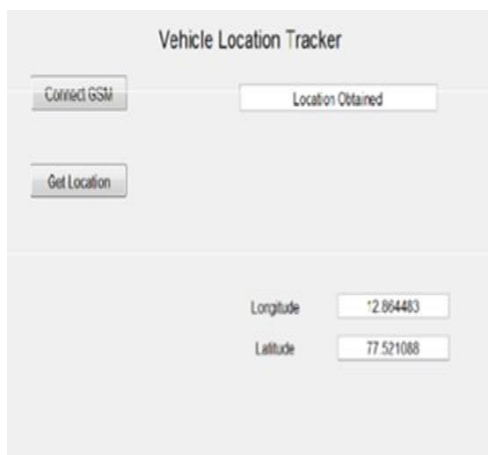 Vehicle Location Tracker
Connect GSM
Location Obtained
Get Location
Longitude 12.864483
Latitude 77.521088